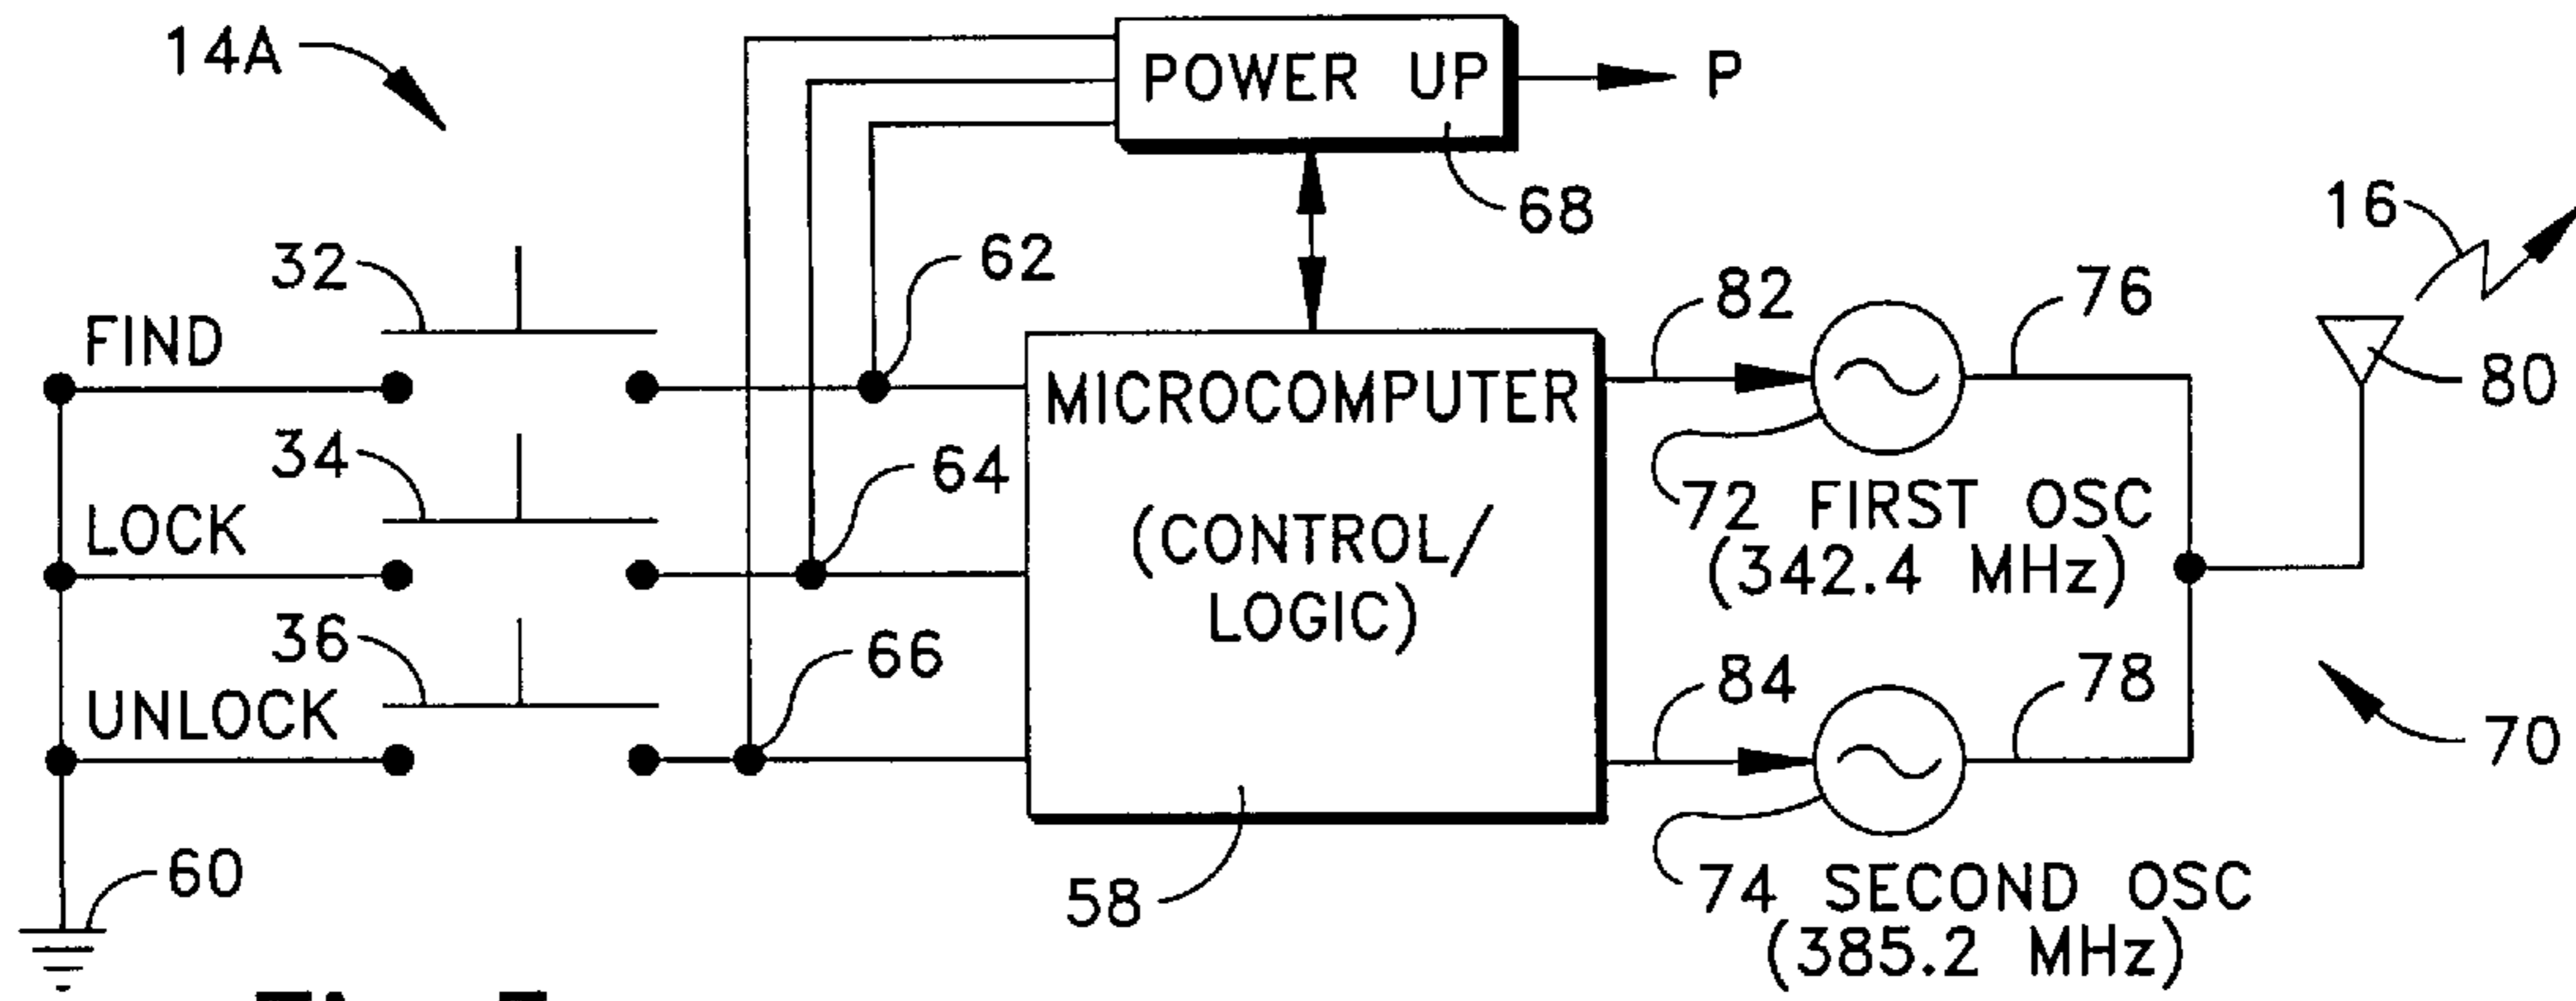 14A
POWER UP
P
68
16
32
62
82
76
FIND
80
MICROCOMPUTER
34
64
72 FIRST OSC
(342.4 MHz)
LOCK
(CONTROL/
LOGIC)
36
66
84
78
UNLOCK
70
60
58
74 SECOND OSC
(385.2 MHz)